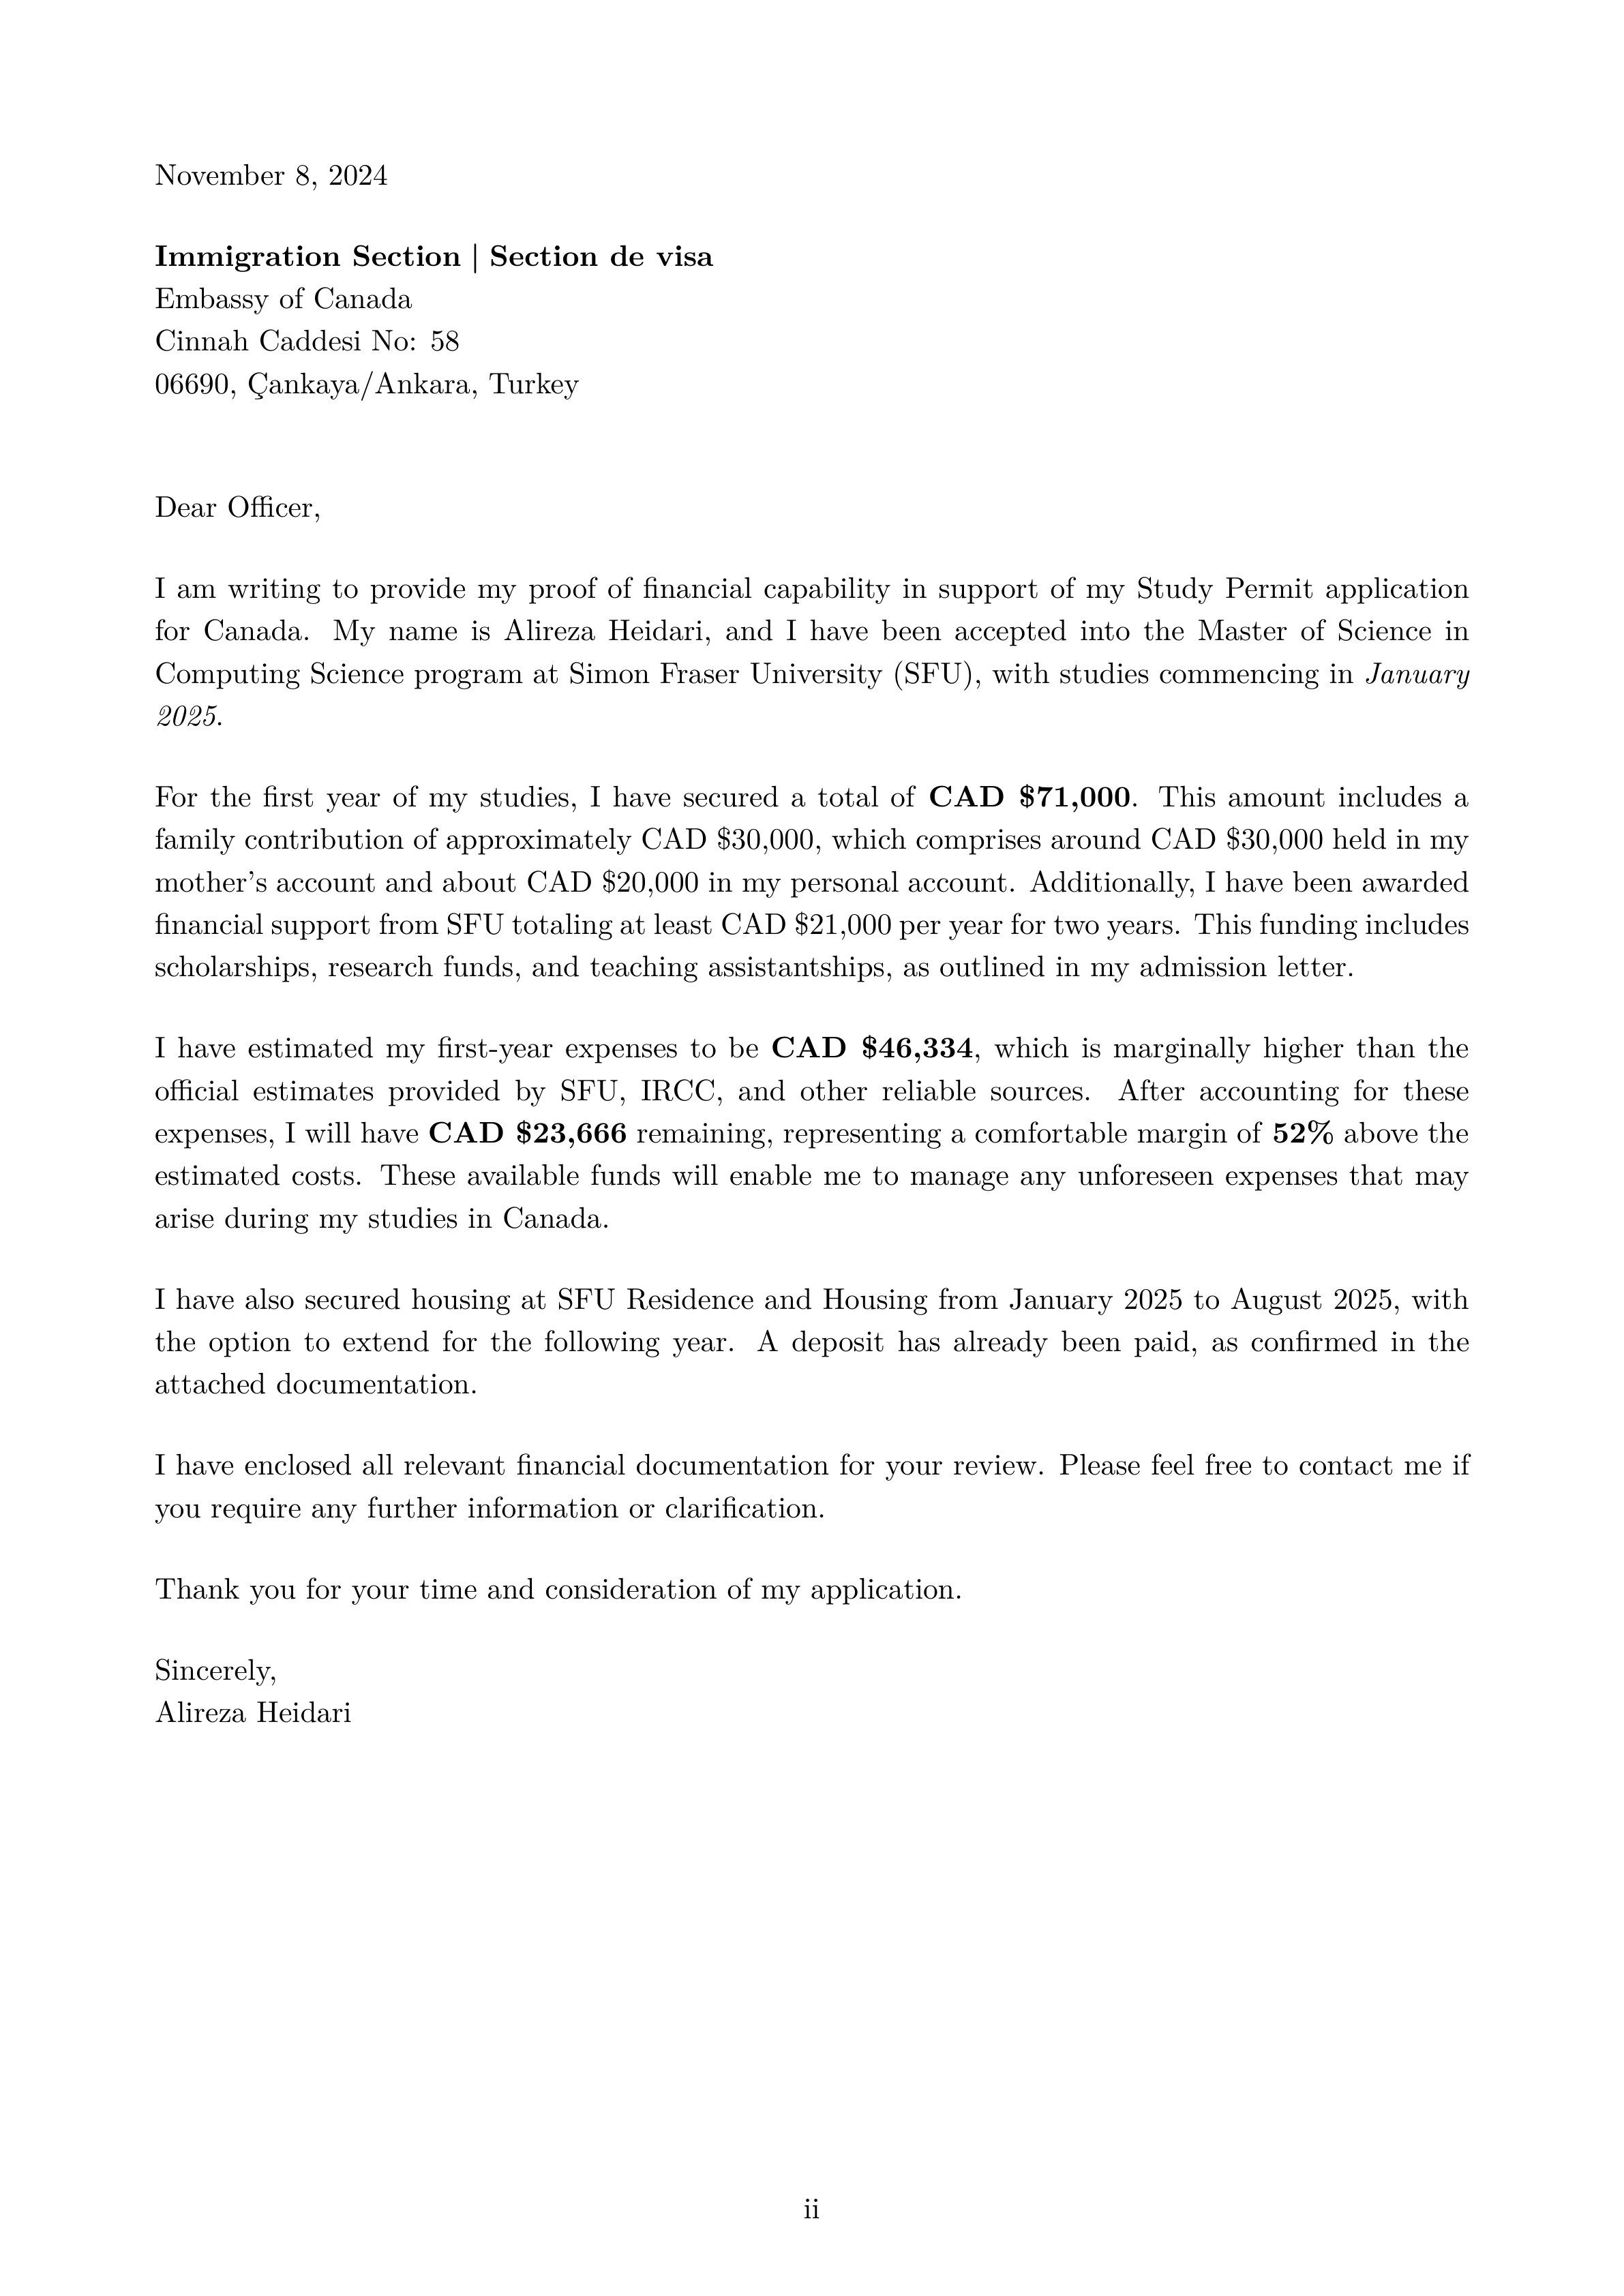 November 8, 2024
Immigration Section | Section de visa
Embassy of Canada
Cinnah Caddesi No: 58
06690, Çankaya/Ankara, Turkey
Dear Officer,
I am writing to provide my proof of financial capability in support of my Study Permit application
for Canada. My name is Alireza Heidari, and I have been accepted into the Master of Science in
Computing Science program at Simon Fraser University (SFU), with studies commencing in January
2025.
For the first year of my studies, I have secured a total of CAD $71,000. This amount includes a
family contribution of approximately CAD $30,000, which comprises around CAD $30,000 held in my
mother's account and about CAD $20,000 in my personal account. Additionally, I have been awarded
financial support from SFU totaling at least CAD $21,000 per year for two years. This funding includes
scholarships, research funds, and teaching assistantships, as outlined in my admission letter.
I have estimated my first-year expenses to be CAD $46,334, which is marginally higher than the
official estimates provided by SFU, IRCC, and other reliable sources. After accounting for these
expenses, I will have CAD $23,666 remaining, representing a comfortable margin of 52% above the
estimated costs. These available funds will enable me to manage any unforeseen expenses that may
arise during my studies in Canada.
I have also secured housing at SFU Residence and Housing from January 2025 to August 2025, with
the option to extend for the following year. A deposit has already been paid, as confirmed in the
attached documentation.
I have enclosed all relevant financial documentation for your review. Please feel free to contact me if
you require any further information or clarification.
Thank you for your time and consideration of my application.
Sincerely,
Alireza Heidari
ii